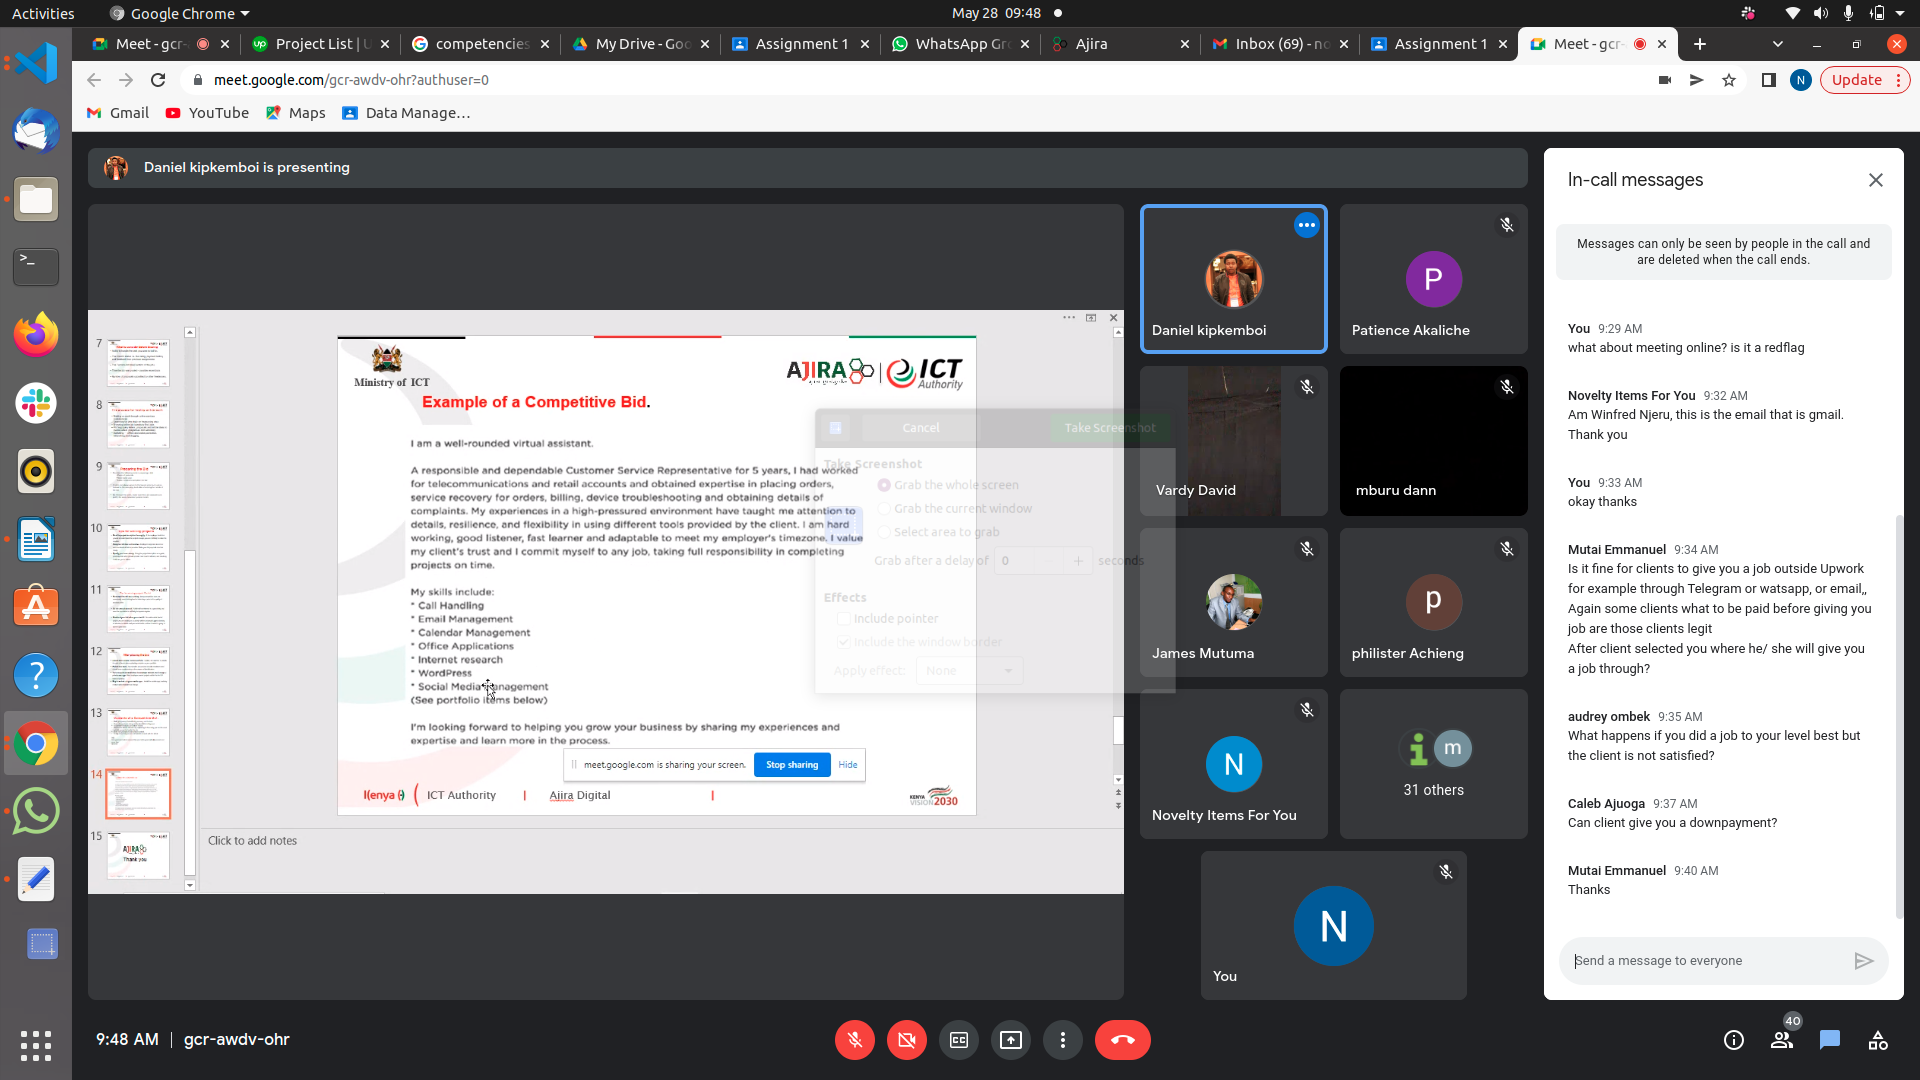 Activities
Google Chrome
May 28 09:48
Meet - gcr-
Project List | U
competencies
My Drive - Goo
Assignment 1
WhatsApp Gr
Ajira
Inbox (69) - no
Assignment 1
Meet - gcr-
meet.google.com/gcr-awdv-ohr?authuser=0
N
Update
Gmail
YouTube
Maps
Data Manage…
Daniel kipkemboi is presenting
7
8
9
10
11
12
13
14
15
AJIRA
Thank you
Ministry of ICT
AJIRA
ICT
Authority
Example of a Competitive Bid.
I am a well-rounded virtual assistant.
A responsible and dependable Customer Service Representative for 5 years, I had worked
for telecommunications and retail accounts and obtained expertise in placing orders,
service recovery for orders, billing, device troubleshooting and obtaining details of
complaints. My experiences in a high-pressured environment have taught me attention to
details, resilience, and flexibility in using different tools provided by the client. I am hard
working, good listener, fast learner and adaptable to meet my employer's timezone. I value
my client's trust and I commit myself to any job, taking full responsibility in completing
projects on time.
My skills include:
* Call Handling
* Email Management
* Calendar Management
* Office Applications
* Internet research
* WordPress
* Social Media Management
(See portfolio items below)
I'm looking forward to helping you grow your business by sharing my experiences and
expertise and learn more in the process.
meet.google.com is sharing your screen.
Stop sharing
Hide
Kenya
ICT Authority
Ajira Digital
KENYA
VISION 2030
Click to add notes
Cancel
Take Screenshot
Take Screenshot
Grab the whole screen
Grab the current window
Select area to grab
Grab after a delay of
0
+
seconds
Effects
Include pointer
Include the window border
Apply effect:
None
Daniel kipkemboi
P
Patience Akaliche
Vardy David
mburu dann
James Mutuma
p
philister Achieng
N
Novelty Items For You
m
31 others
N
You
In-call messages
Messages can only be seen by people in the call and
are deleted when the call ends.
You 9:29 AM
what about meeting online? is it a redflag
Novelty Items For You 9:32 AM
Am Winfred Njeru, this is the email that is gmail.
Thank you
You 9:33 AM
okay thanks
Mutai Emmanuel 9:34 AM
Is it fine for clients to give you a job outside Upwork
for example through Telegram or watsapp, or email,,
Again some clients what to be paid before giving you
job are those clients legit
After client selected you where he/ she will give you
a job through?
audrey ombek 9:35 AM
What happens if you did a job to your level best but
the client is not satisfied?
Caleb Ajuoga 9:37 AM
Can client give you a downpayment?
Mutai Emmanuel 9:40 AM
Thanks
Send a message to everyone
9:48 AM | gcr-awdv-ohr
40